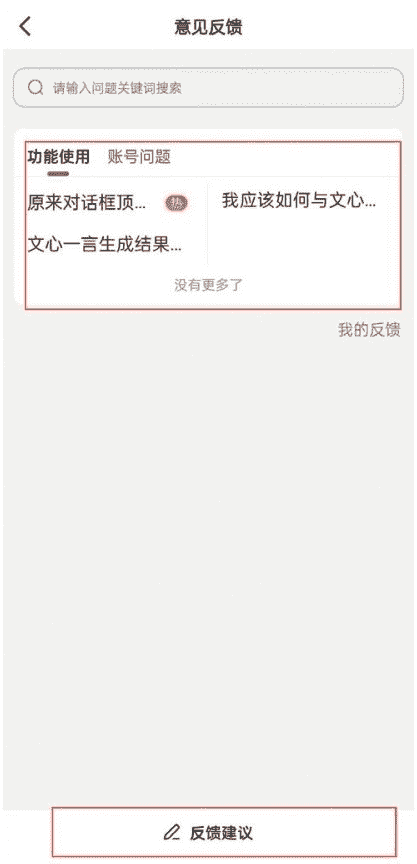 意见反馈
请输入问题关键词搜索
功能使用 账号问题
原来对话框顶... 热 我应该如何与文心...
文心一言生成结果...
没有更多了
我的反馈
反馈建议